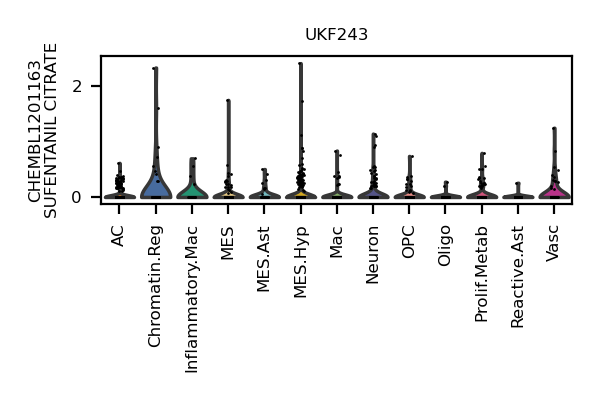 UKF243
CHEMBL1201163
SUFENTANIL CITRATE
2
0
AC
Chromatin.Reg
Inflammatory.Mac
MES
MES.Ast
MES.Hyp
Mac
Neuron
OPC
Oligo
Prolif.Metab
Reactive.Ast
Vasc